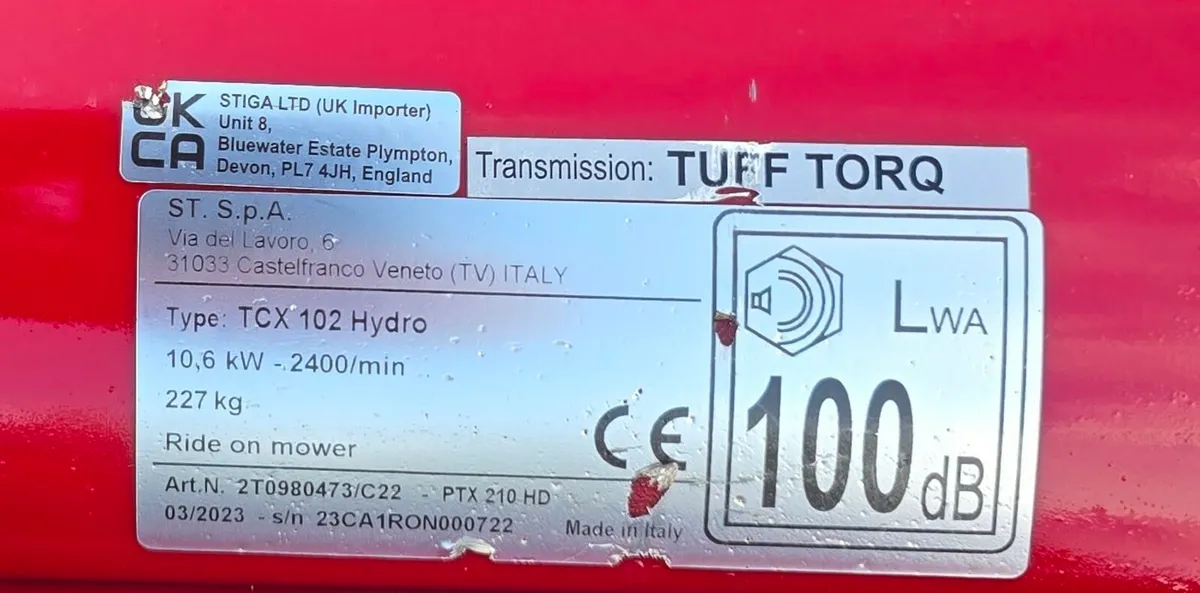 UK
CA
STIGA LTD (UK Importer)
Unit 8,
Bluewater Estate Plympton,
Devon, PL7 4JH, England
Transmission: TUFF TORQ
ST. S.p.A.
Via del Lavoro, 6
31033 Castelfranco Veneto (TV) ITALY
Type: TCX 102 Hydro
10,6 kW - 2400/min
227 kg
Ride on mower
CE
Art.N. 2T0980473/C22 - PTX 210 HD
03/2023 - s/n 23CA1RON000722
Made in Italy
LWA
100 dB